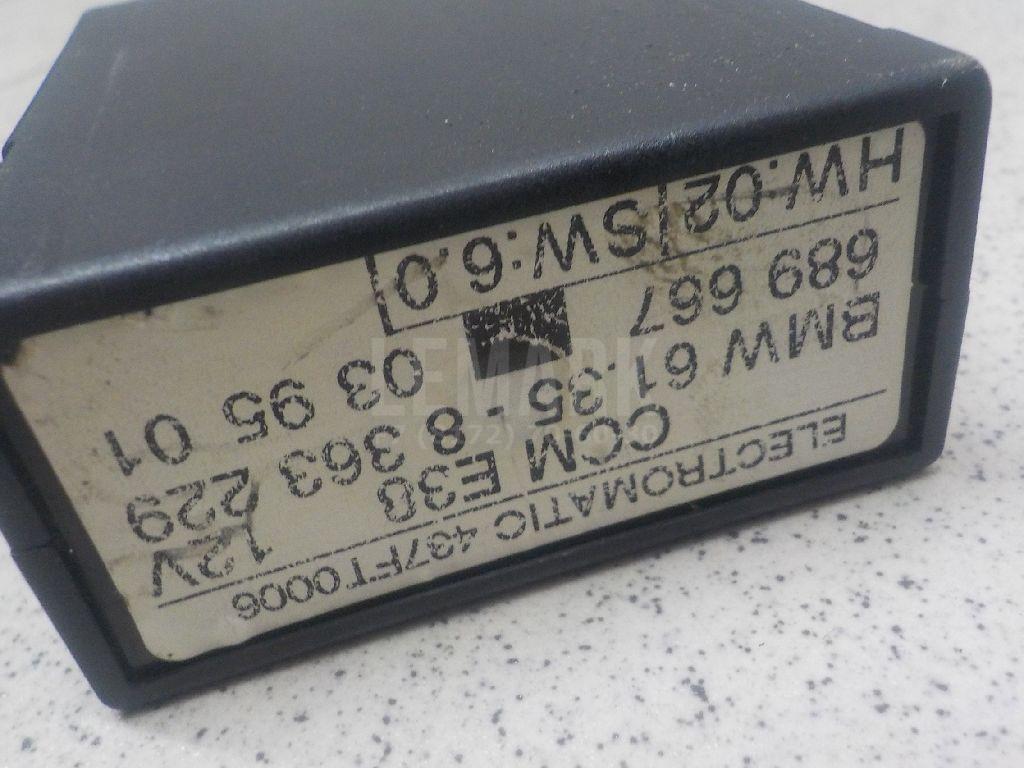 ELECTROMATIC 437FT0006
CCM E38 12V
BMW 61.35 - 8 363 229
689 667 03 95 01
HW:02 SW:6.0
LEMARK